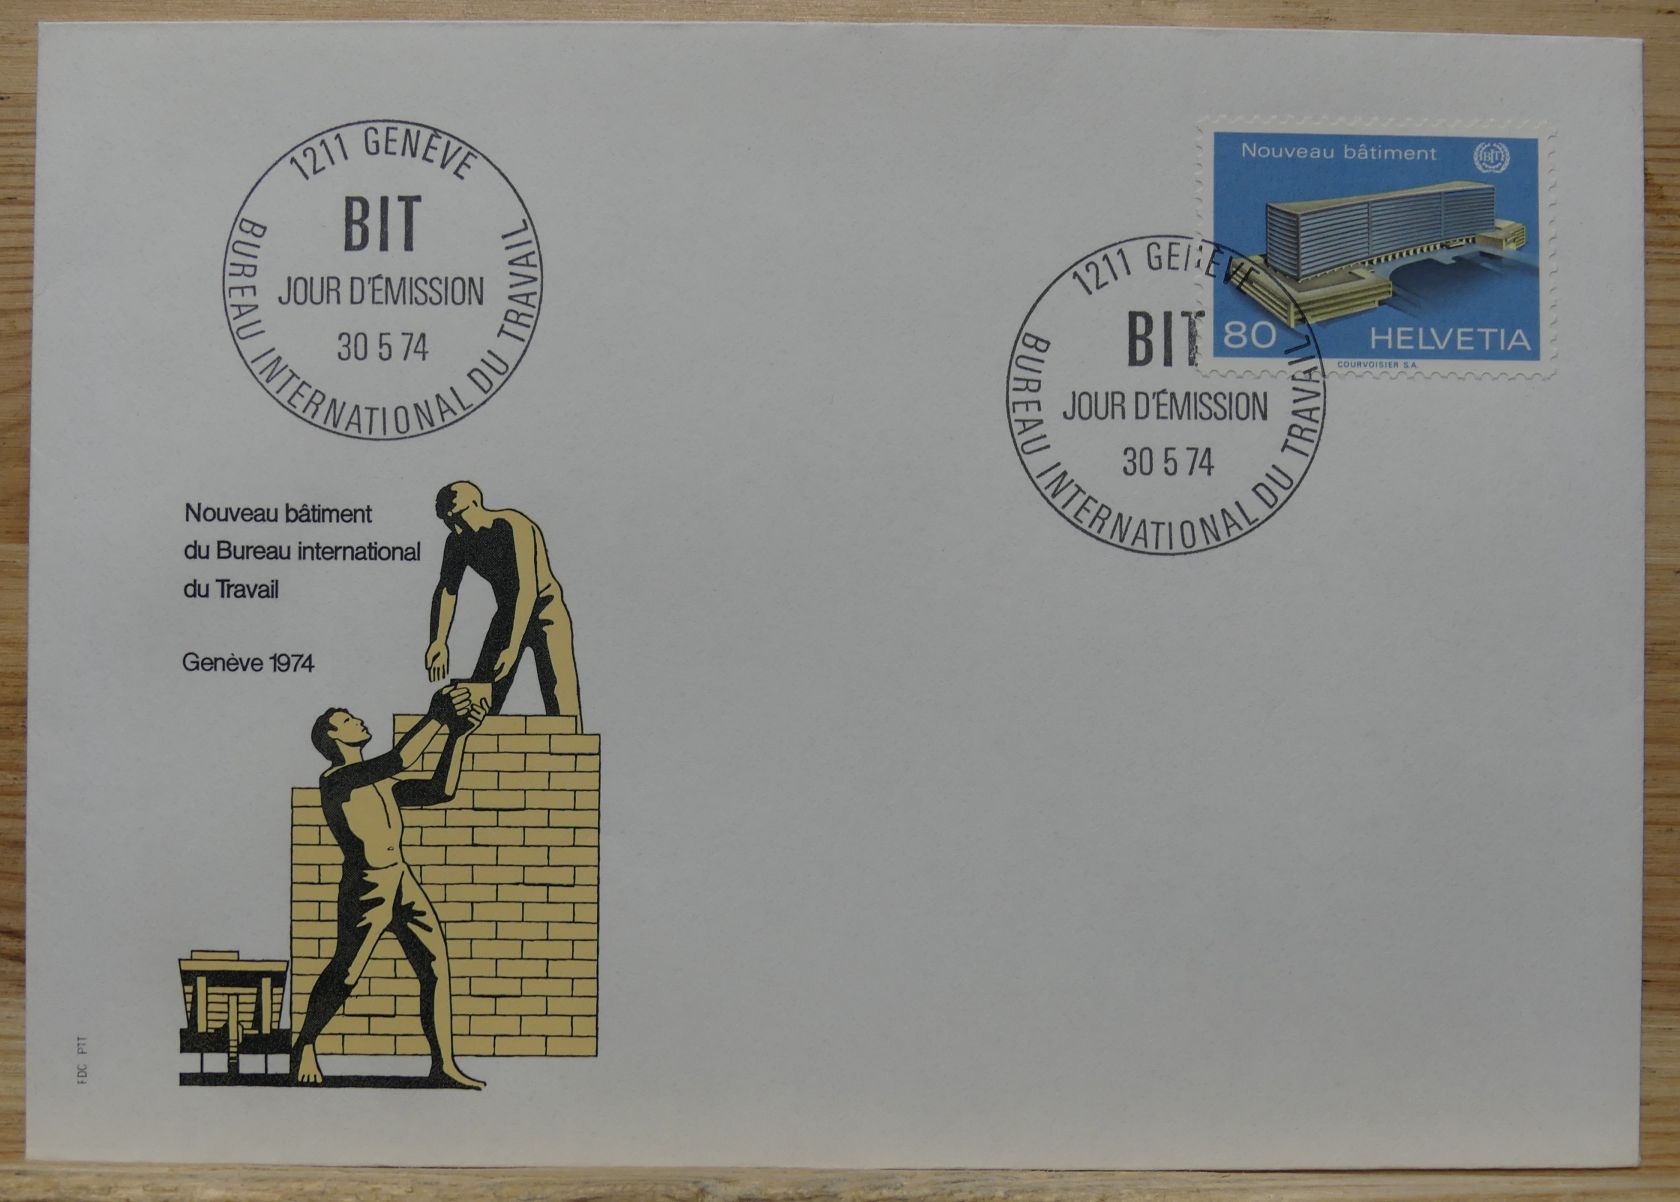 1211 GENÈVE
BIT
JOUR D'ÉMISSION
30 5 74
BUREAU INTERNATIONAL DU TRAVAIL
Nouveau bâtiment
BIT
80 HELVETIA
COURVOISIER S.A.
1211 GENÈVE
BIT
JOUR D'ÉMISSION
30 5 74
BUREAU INTERNATIONAL DU TRAVAIL
Nouveau bâtiment
du Bureau international
du Travail
Genève 1974
FDC PTT